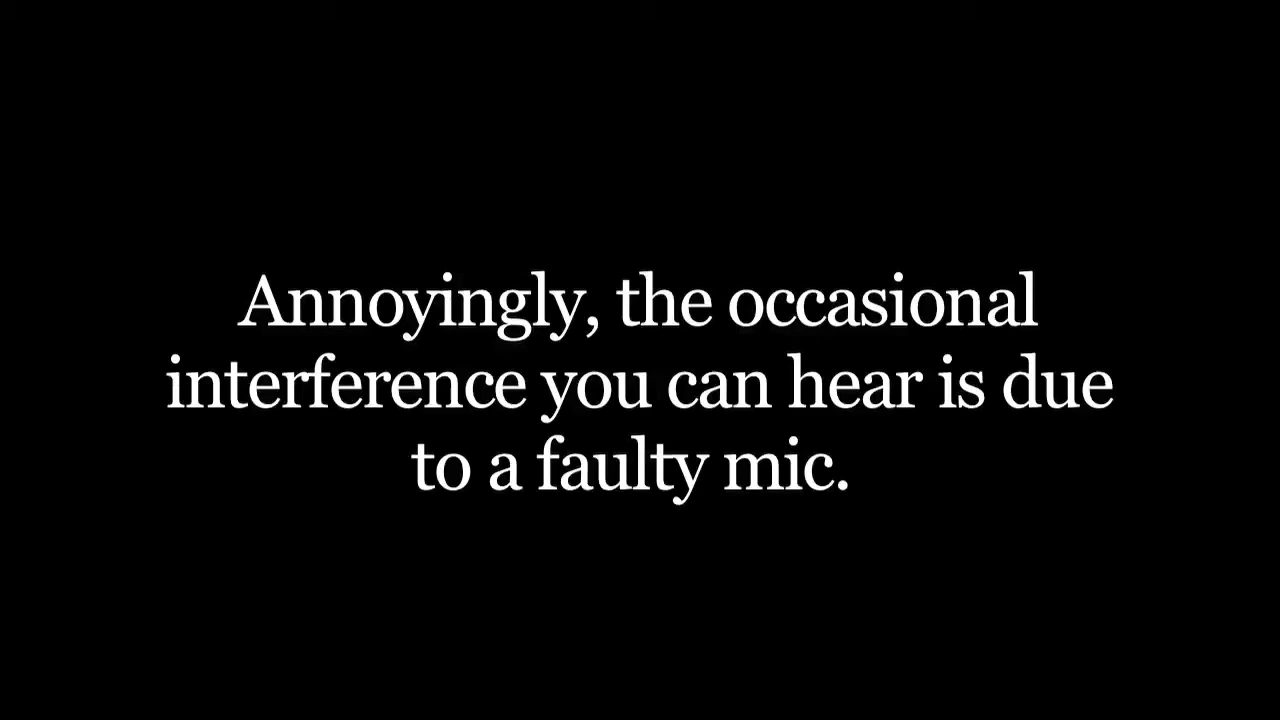 Annoyingly, the occasional
interference you can hear is due
to a faulty mic.